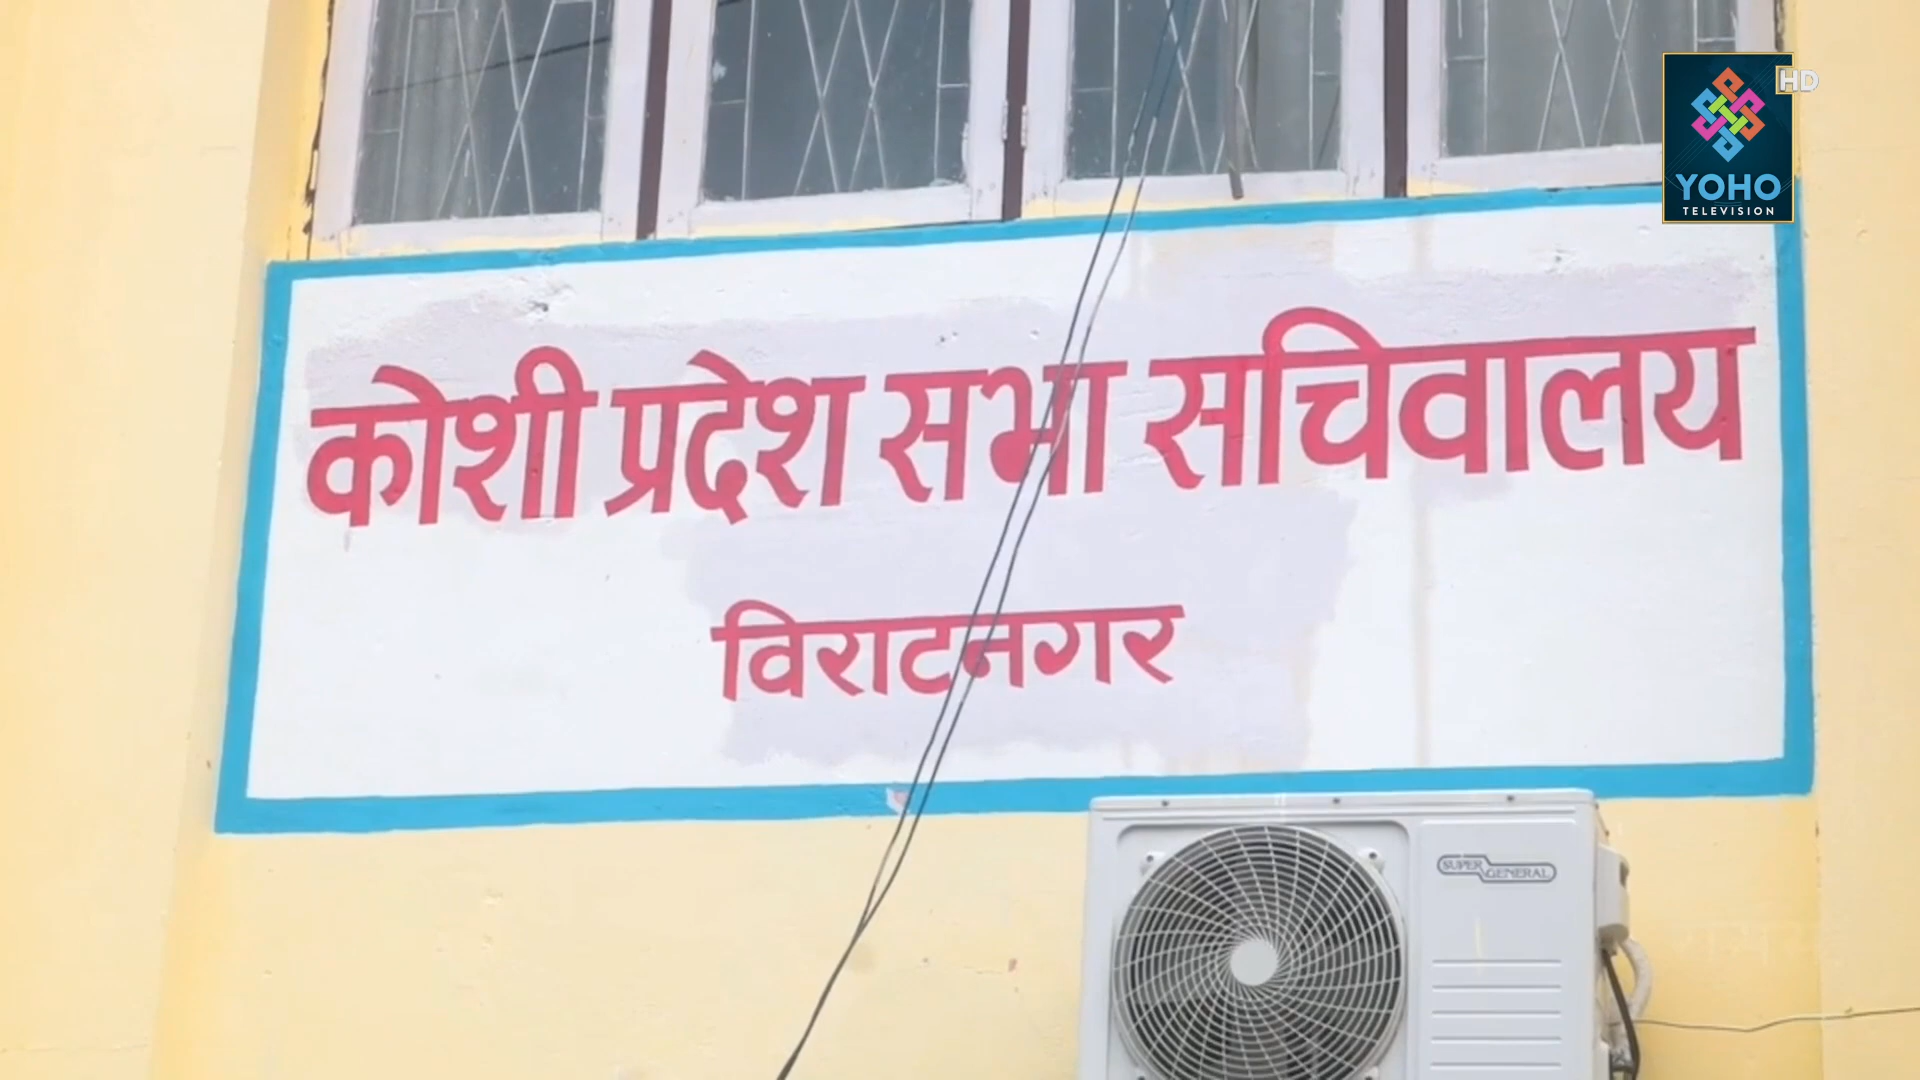 HD
YOHO
TELEVISION
कोशी प्रदेश सभा सचिवालय
विराटनगर
SUPER GENERAL